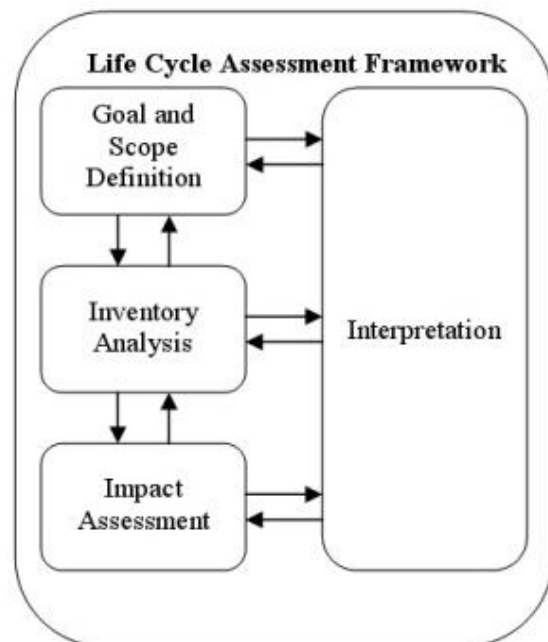 Life Cycle Assessment Framework
Goal and
Scope
Definition
Inventory
Analysis
Interpretation
Impact
Assessment